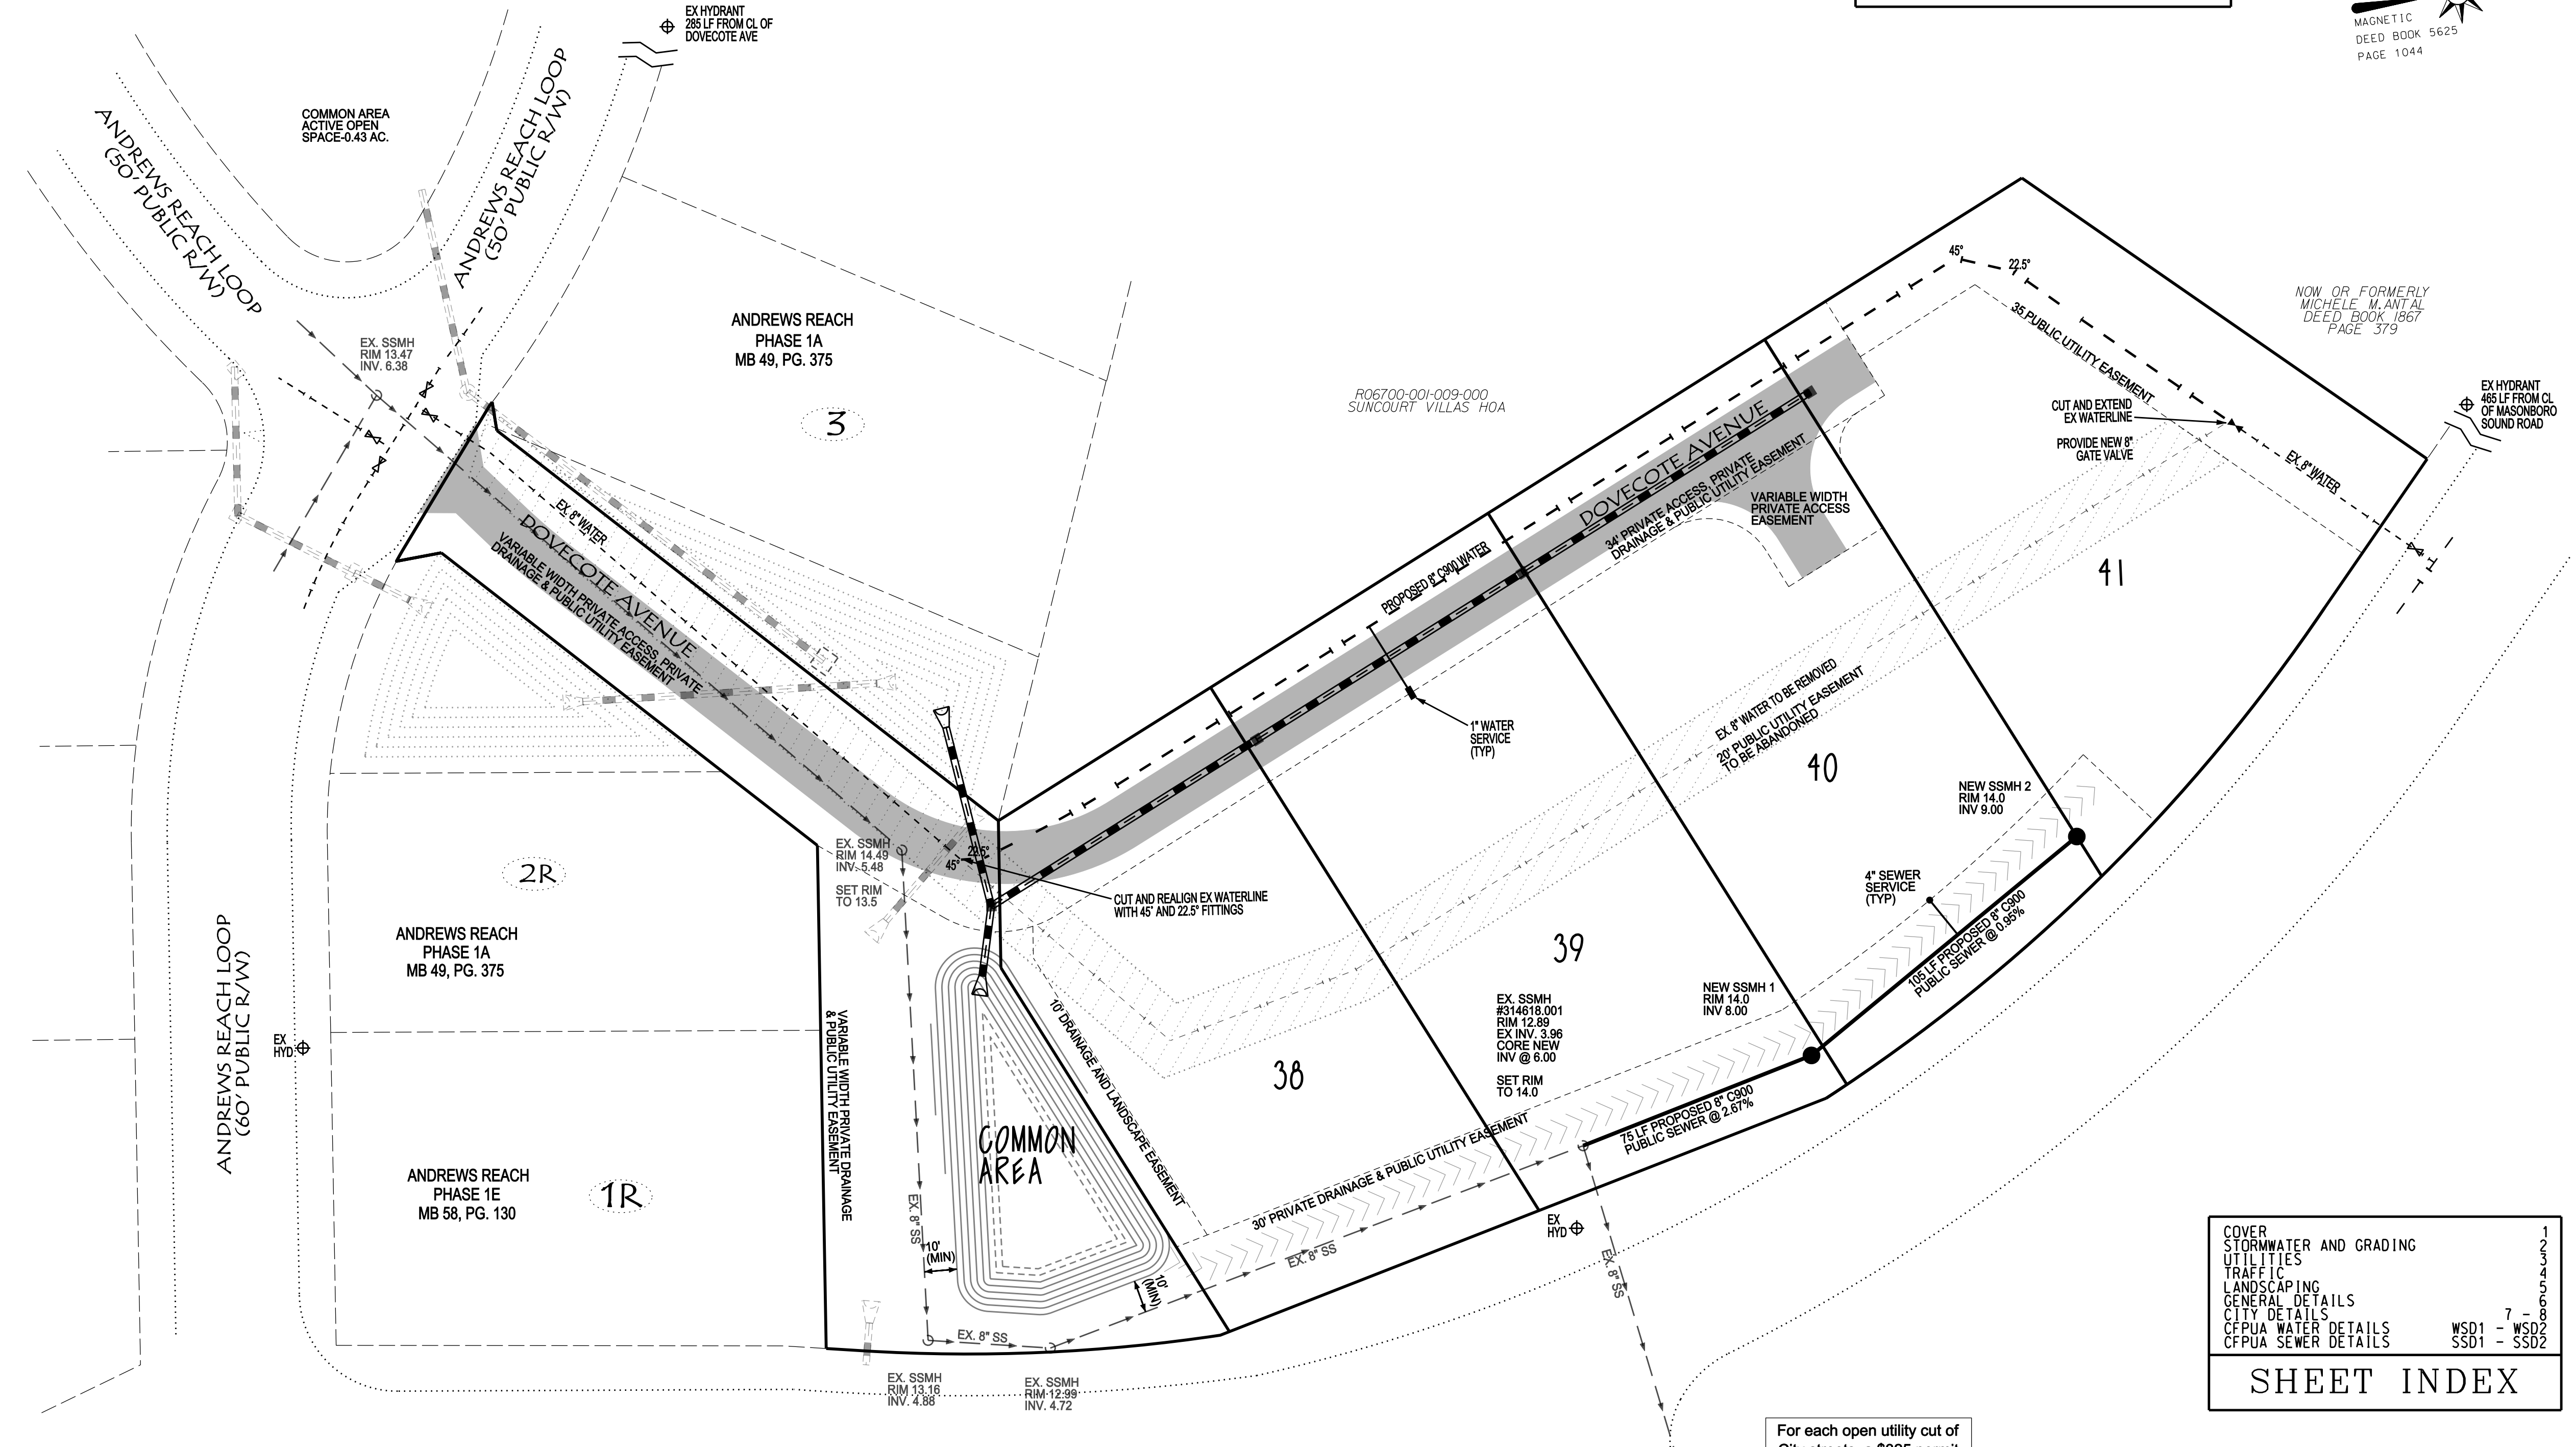 EX HYDRANT
285 LF FROM CL OF
DOVECOTE AVE
MAGNETIC
DEED BOOK 5625
PAGE 1044
COMMON AREA
ACTIVE OPEN
SPACE-0.43 AC.
ANDREWS REACH LOOP
(50' PUBLIC R/W)
ANDREWS REACH LOOP
(50' PUBLIC R/W)
EX. SSMH
RIM 13.47
INV. 6.38
ANDREWS REACH
PHASE 1A
MB 49, PG. 375
3
R06700-001-009-000
SUNCOURT VILLAS HOA
45°
22.5°
35 PUBLIC UTILITY EASEMENT
NOW OR FORMERLY
MICHELE M. ANTAL
DEED BOOK 1867
PAGE 379
CUT AND EXTEND
EX WATERLINE
PROVIDE NEW 8"
GATE VALVE
EX HYDRANT
465 LF FROM CL
OF MASONBORO
SOUND ROAD
EX. 8" WATER
EX. 8" WATER
DOVECOTE AVENUE
VARIABLE WIDTH PRIVATE ACCESS, PRIVATE
DRAINAGE & PUBLIC UTILITY EASEMENT
PROPOSED 8" C900 WATER
DOVECOTE AVENUE
34' PRIVATE ACCESS, PRIVATE
DRAINAGE & PUBLIC UTILITY EASEMENT
VARIABLE WIDTH
PRIVATE ACCESS
EASEMENT
41
1" WATER
SERVICE
(TYP)
EX. 8" WATER TO BE REMOVED
20' PUBLIC UTILITY EASEMENT
TO BE ABANDONED
40
NEW SSMH 2
RIM 14.0
INV 9.00
EX. SSMH
RIM 14.49
INV. 5.48
SET RIM
TO 13.5
45°
22.5°
CUT AND REALIGN EX WATERLINE
WITH 45° AND 22.5° FITTINGS
2R
ANDREWS REACH
PHASE 1A
MB 49, PG. 375
4" SEWER
SERVICE
(TYP)
105 LF PROPOSED 8" C900
PUBLIC SEWER @ 0.95%
39
NEW SSMH 1
RIM 14.0
INV 8.00
EX. SSMH
#314618.001
RIM 12.89
EX INV. 3.96
CORE NEW
INV @ 6.00
SET RIM
TO 14.0
ANDREWS REACH LOOP
(60' PUBLIC R/W)
EX
HYD
VARIABLE WIDTH PRIVATE DRAINAGE
& PUBLIC UTILITY EASEMENT
10' DRAINAGE AND LANDSCAPE EASEMENT
38
75 LF PROPOSED 8" C900
PUBLIC SEWER @ 2.67%
COMMON
AREA
30' PRIVATE DRAINAGE & PUBLIC UTILITY EASEMENT
ANDREWS REACH
PHASE 1E
MB 58, PG. 130
1R
EX. 8" SS
10'
(MIN)
10'
(MIN)
EX. 8" SS
EX
HYD
EX. 8" SS
EX. 8" SS
EX. SSMH
RIM 13.16
INV. 4.88
EX. SSMH
RIM 12.99
INV. 4.72
COVER 1
STORMWATER AND GRADING 2
UTILITIES 3
TRAFFIC 4
LANDSCAPING 5
GENERAL DETAILS 6
CITY DETAILS 7 - 8
CFPUA WATER DETAILS WSD1 - WSD2
CFPUA SEWER DETAILS SSD1 - SSD2
SHEET INDEX
For each open utility cut of